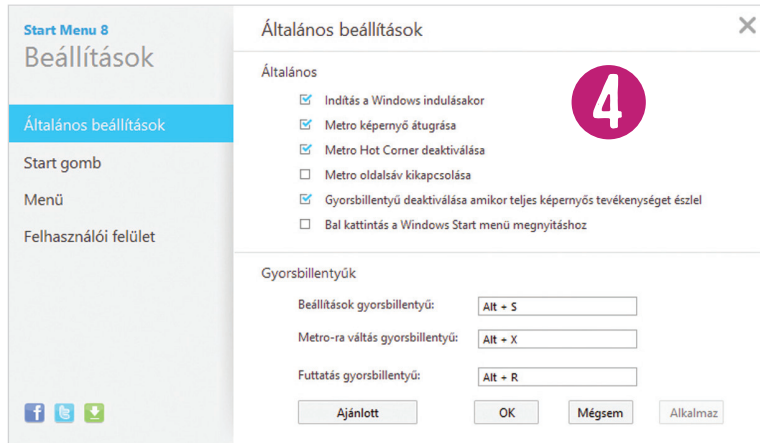 Start Menu 8
Beállítások
Általános beállítások
Start gomb
Menü
Felhasználói felület
Általános beállítások
Általános
Indítás a Windows indulásakor
Metro képernyő átugrása
Metro Hot Corner deaktiválása
Metro oldalsáv kikapcsolása
Gyorsbillentyű deaktiválása amikor teljes képernyős tevékenységet észlel
Bal kattintás a Windows Start menü megnyitáshoz
4
Gyorsbillentyűk
Beállítások gyorsbillentyű: Alt + S
Metro-ra váltás gyorsbillentyű: Alt + X
Futtatás gyorsbillentyű: Alt + R
Ajánlott OK Mégsem Alkalmaz